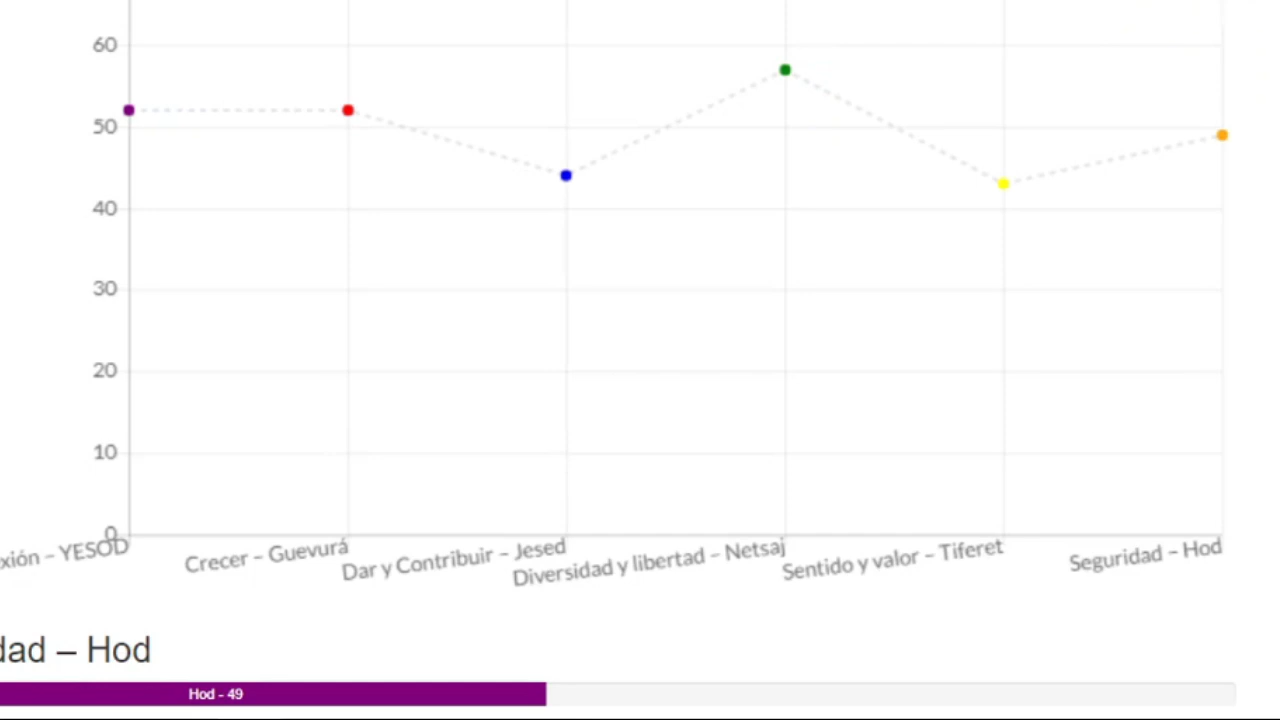 60
50
40
30
20
10
0
xión – YESOD
Crecer – Guevurá
Dar y Contribuir – Jesed
Diversidad y libertad – Netsaj
Sentido y valor – Tiferet
Seguridad – Hod
dad – Hod
Hod - 49